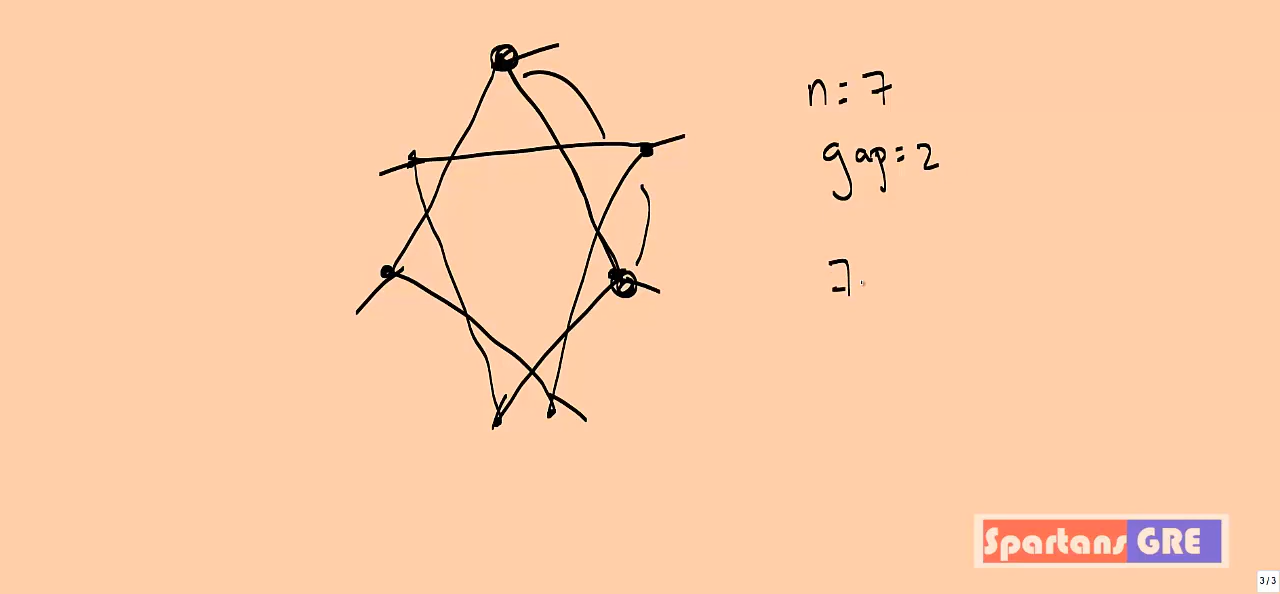 n = 7
gap = 2
7
Spartans GRE
3 / 3